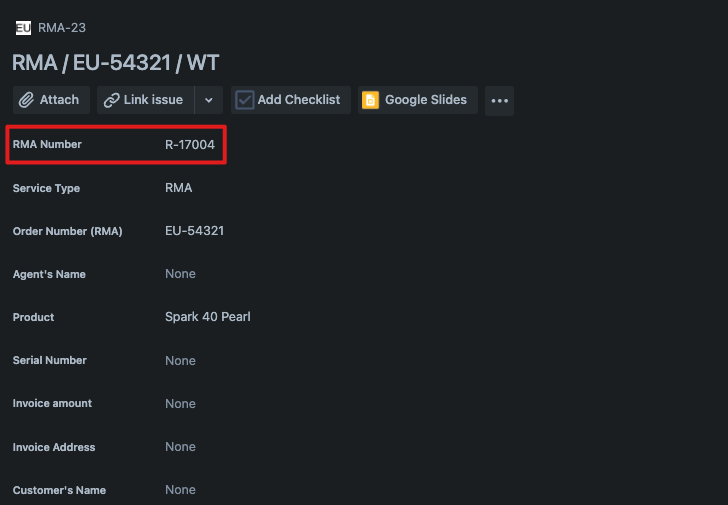 EU RMA-23
RMA / EU-54321 / WT
Attach Link issue Add Checklist Google Slides
RMA Number R-17004
Service Type RMA
Order Number (RMA) EU-54321
Agent's Name None
Product Spark 40 Pearl
Serial Number None
Invoice amount None
Invoice Address None
Customer's Name None